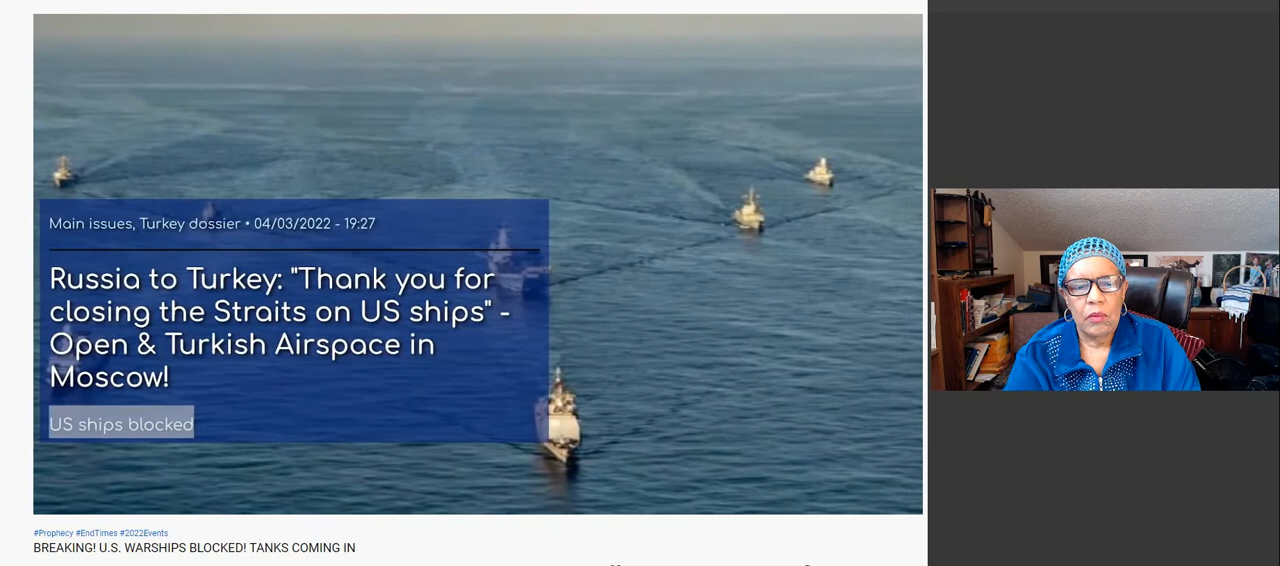 Main issues, Turkey dossier • 04/03/2022 - 19:27
Russia to Turkey: "Thank you for
closing the Straits on US ships" -
Open & Turkish Airspace in
Moscow!
US ships blocked
#Prophecy #EndTimes #2022Events
BREAKING! U.S. WARSHIPS BLOCKED! TANKS COMING IN